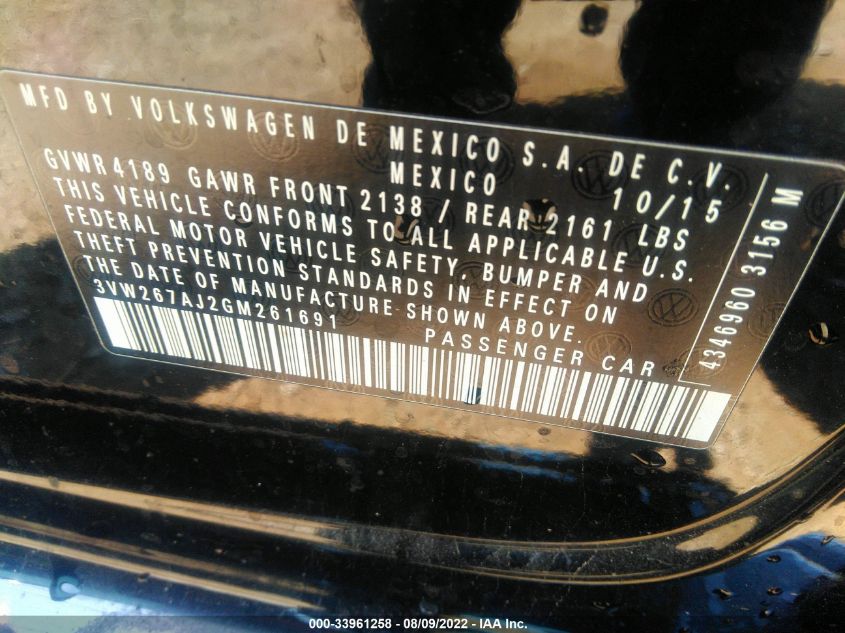 MFD BY VOLKSWAGEN DE MEXICO S.A. DE C.V.
MEXICO 10/15
GVWR 4189 GAWR FRONT 2138 / REAR 2161 LBS
THIS VEHICLE CONFORMS TO ALL APPLICABLE U.S.
FEDERAL MOTOR VEHICLE SAFETY, BUMPER AND
THEFT PREVENTION STANDARDS IN EFFECT ON
THE DATE OF MANUFACTURE SHOWN ABOVE.
3VW267AJ2GM261691 PASSENGER CAR
4346960 3156 M
000-33961258 - 08/09/2022 - IAA Inc.